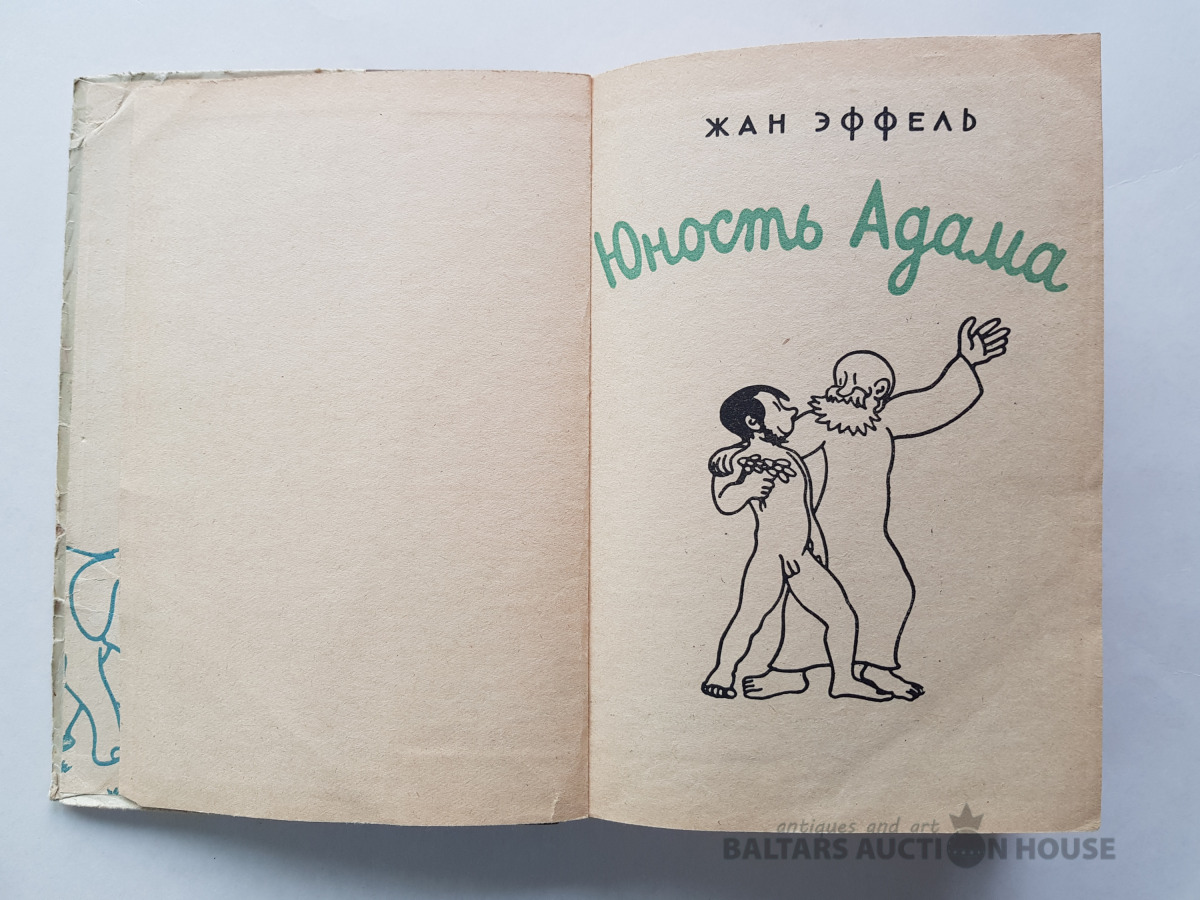 ЖАН ЭФФЕЛЬ
Юность Адама
antiques and art
BALTARS AUCTION HOUSE